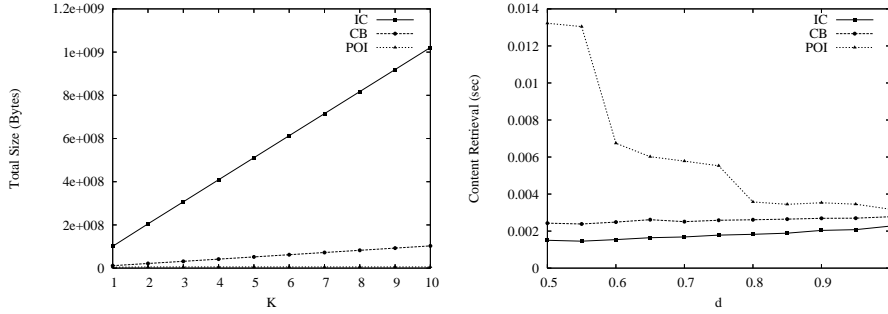 Total Size (Bytes)
1.2e+009
1e+009
8e+008
6e+008
4e+008
2e+008
0
IC
CB
POI
1 2 3 4 5 6 7 8 9 10
K
Content Retrieval (sec)
0.014
0.012
0.01
0.008
0.006
0.004
0.002
0
IC
CB
POI
0.5 0.6 0.7 0.8 0.9
d